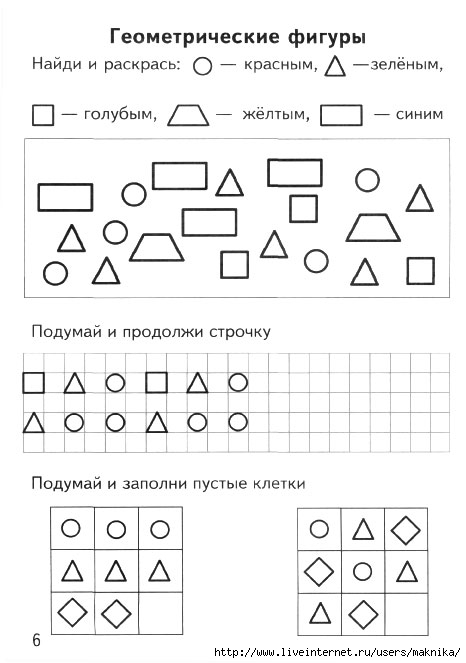 Геометрические фигуры
Найди и раскрась: — красным, —зелёным,
— голубым, — жёлтым, — синим
Подумай и продолжи строчку
Подумай и заполни пустые клетки
6
http://www.liveinternet.ru/users/maknika/